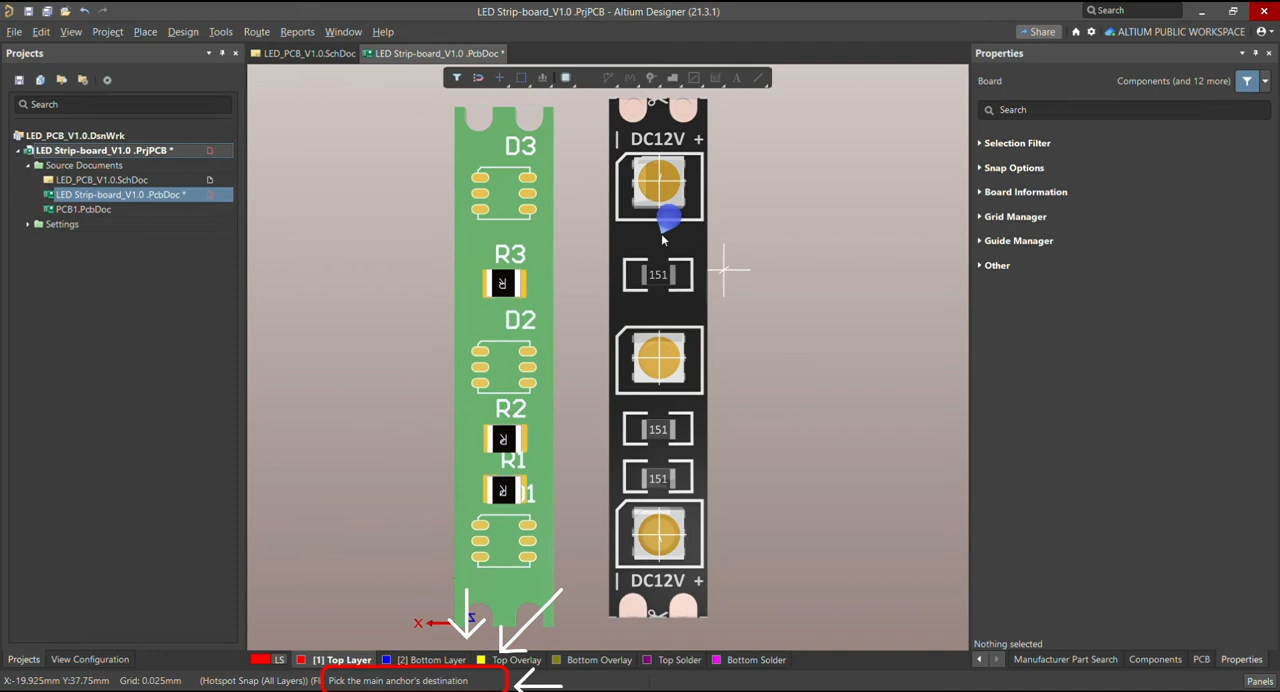 LED Strip-board_V1.0 .PrjPCB * - Altium Designer (21.3.1)
Search
File Edit View Project Place Design Tools Route Reports Window Help
Share
ALTIUM PUBLIC WORKSPACE
Projects
LED_PCB_V1.0.SchDoc
LED Strip-board_V1.0 .PcbDoc *
Properties
Board
Components (and 12 more)
Search
Search
LED_PCB_V1.0.DsnWrk
LED Strip-board_V1.0 .PrjPCB *
Source Documents
LED_PCB_V1.0.SchDoc
LED Strip-board_V1.0 .PcbDoc *
PCB1.PcbDoc
Settings
D3
R3
D2
R2
R1
D1
X
Z
| DC12V +
151
151
151
| DC12V +
Selection Filter
Snap Options
Board Information
Grid Manager
Guide Manager
Other
Nothing selected
Projects View Configuration
LS [1] Top Layer [2] Bottom Layer Top Overlay Bottom Overlay Top Solder Bottom Solder
Manufacturer Part Search Components PCB Properties
X:-19.925mm Y:37.75mm Grid: 0.025mm (Hotspot Snap (All Layers)) (F Pick the main anchor's destination
Panels